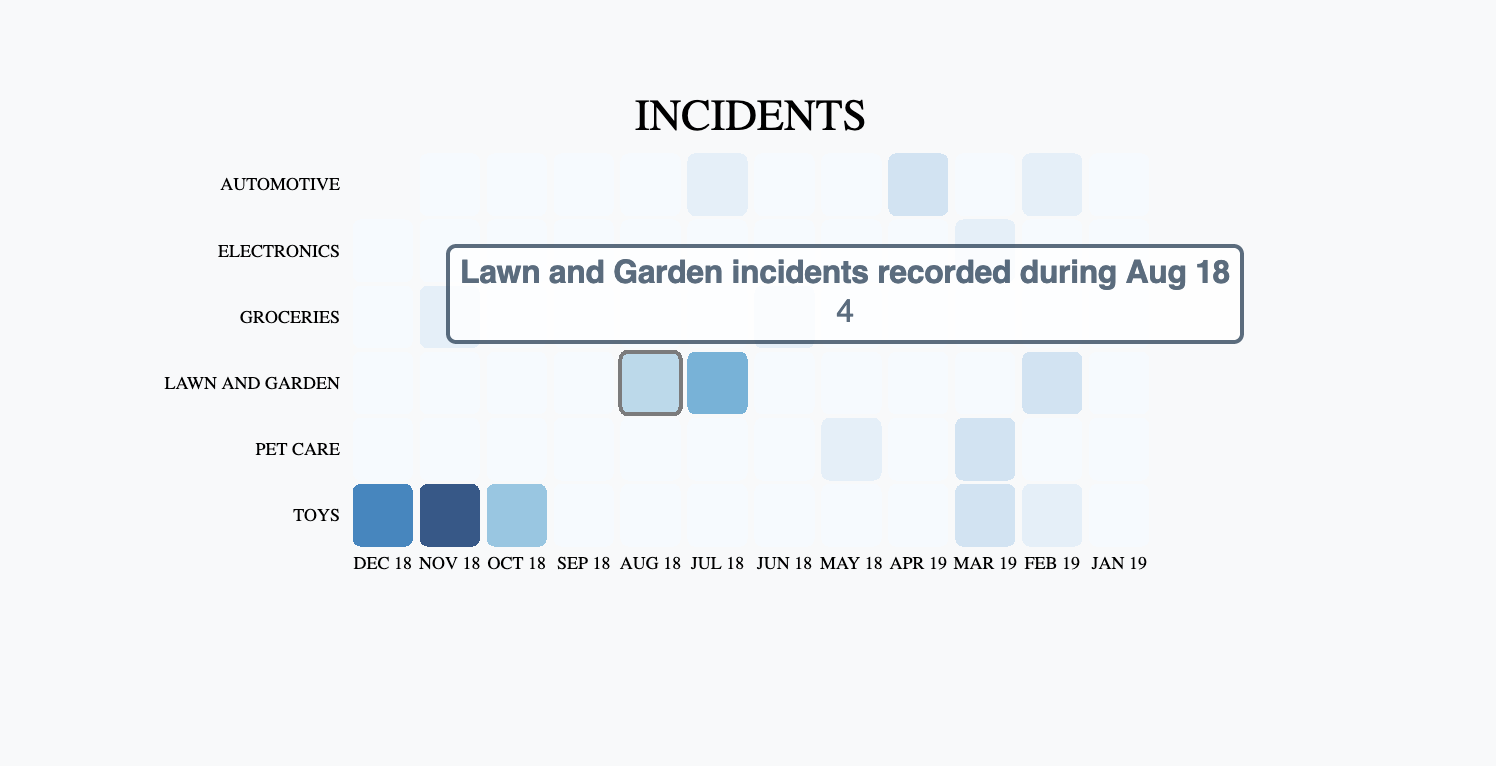 INCIDENTS
AUTOMOTIVE
ELECTRONICS
Lawn and Garden incidents recorded during Aug 18
4
GROCERIES
LAWN AND GARDEN
PET CARE
TOYS
DEC 18 NOV 18 OCT 18 SEP 18 AUG 18 JUL 18 JUN 18 MAY 18 APR 19 MAR 19 FEB 19 JAN 19